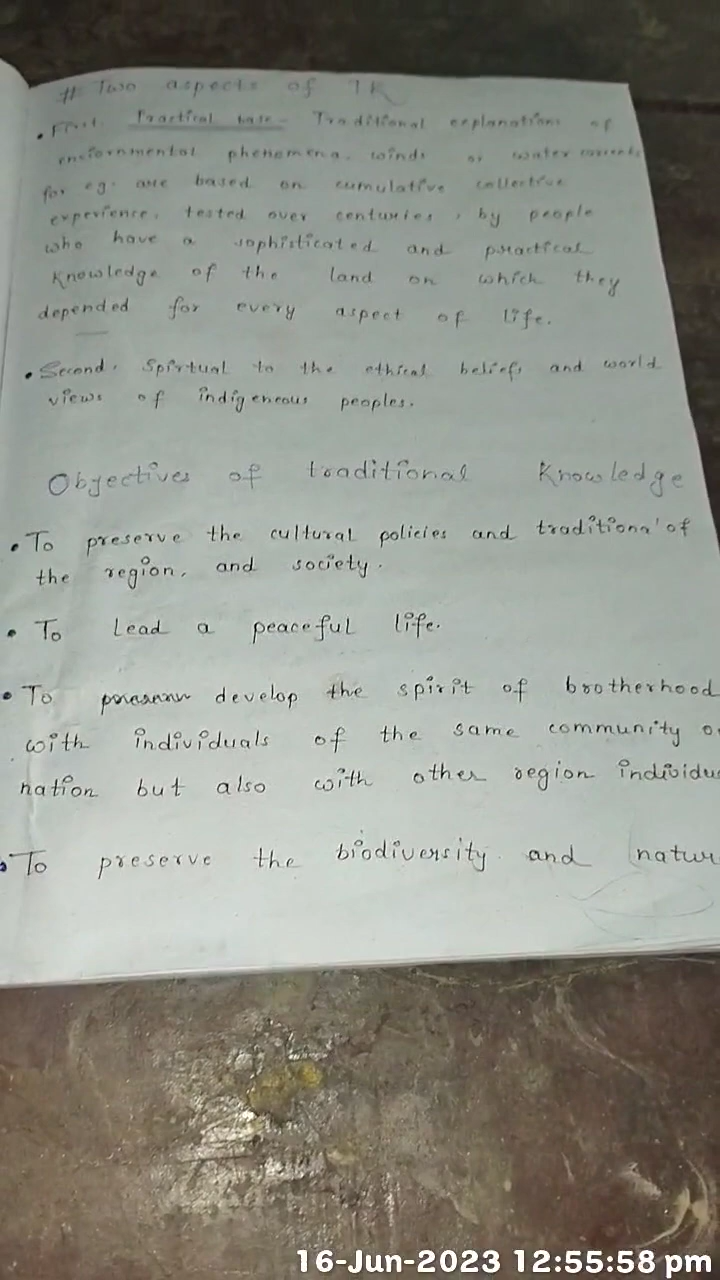 # Two aspects of TK
• First. Practical base - Traditional explanations of
enviornmental phenomena. winds or water currents
for eg. are based on cumulative collective
experience, tested over centuries, by people
who have a sophisticated and practical
Knowledge of the land on which they
depended for every aspect of life.
• Second, Spirtual to the ethical beliefs and world
views of indigeneous peoples.
Objectives of traditional Knowledge
• To preserve the cultural policies and traditional of
the region, and society.
• To Lead a peaceful life.
• To develop the spirit of brotherhood
with individuals of the same community o
nation but also with other region individu
• To preserve the biodiversity and natur
16-Jun-2023 12:55:58 pm